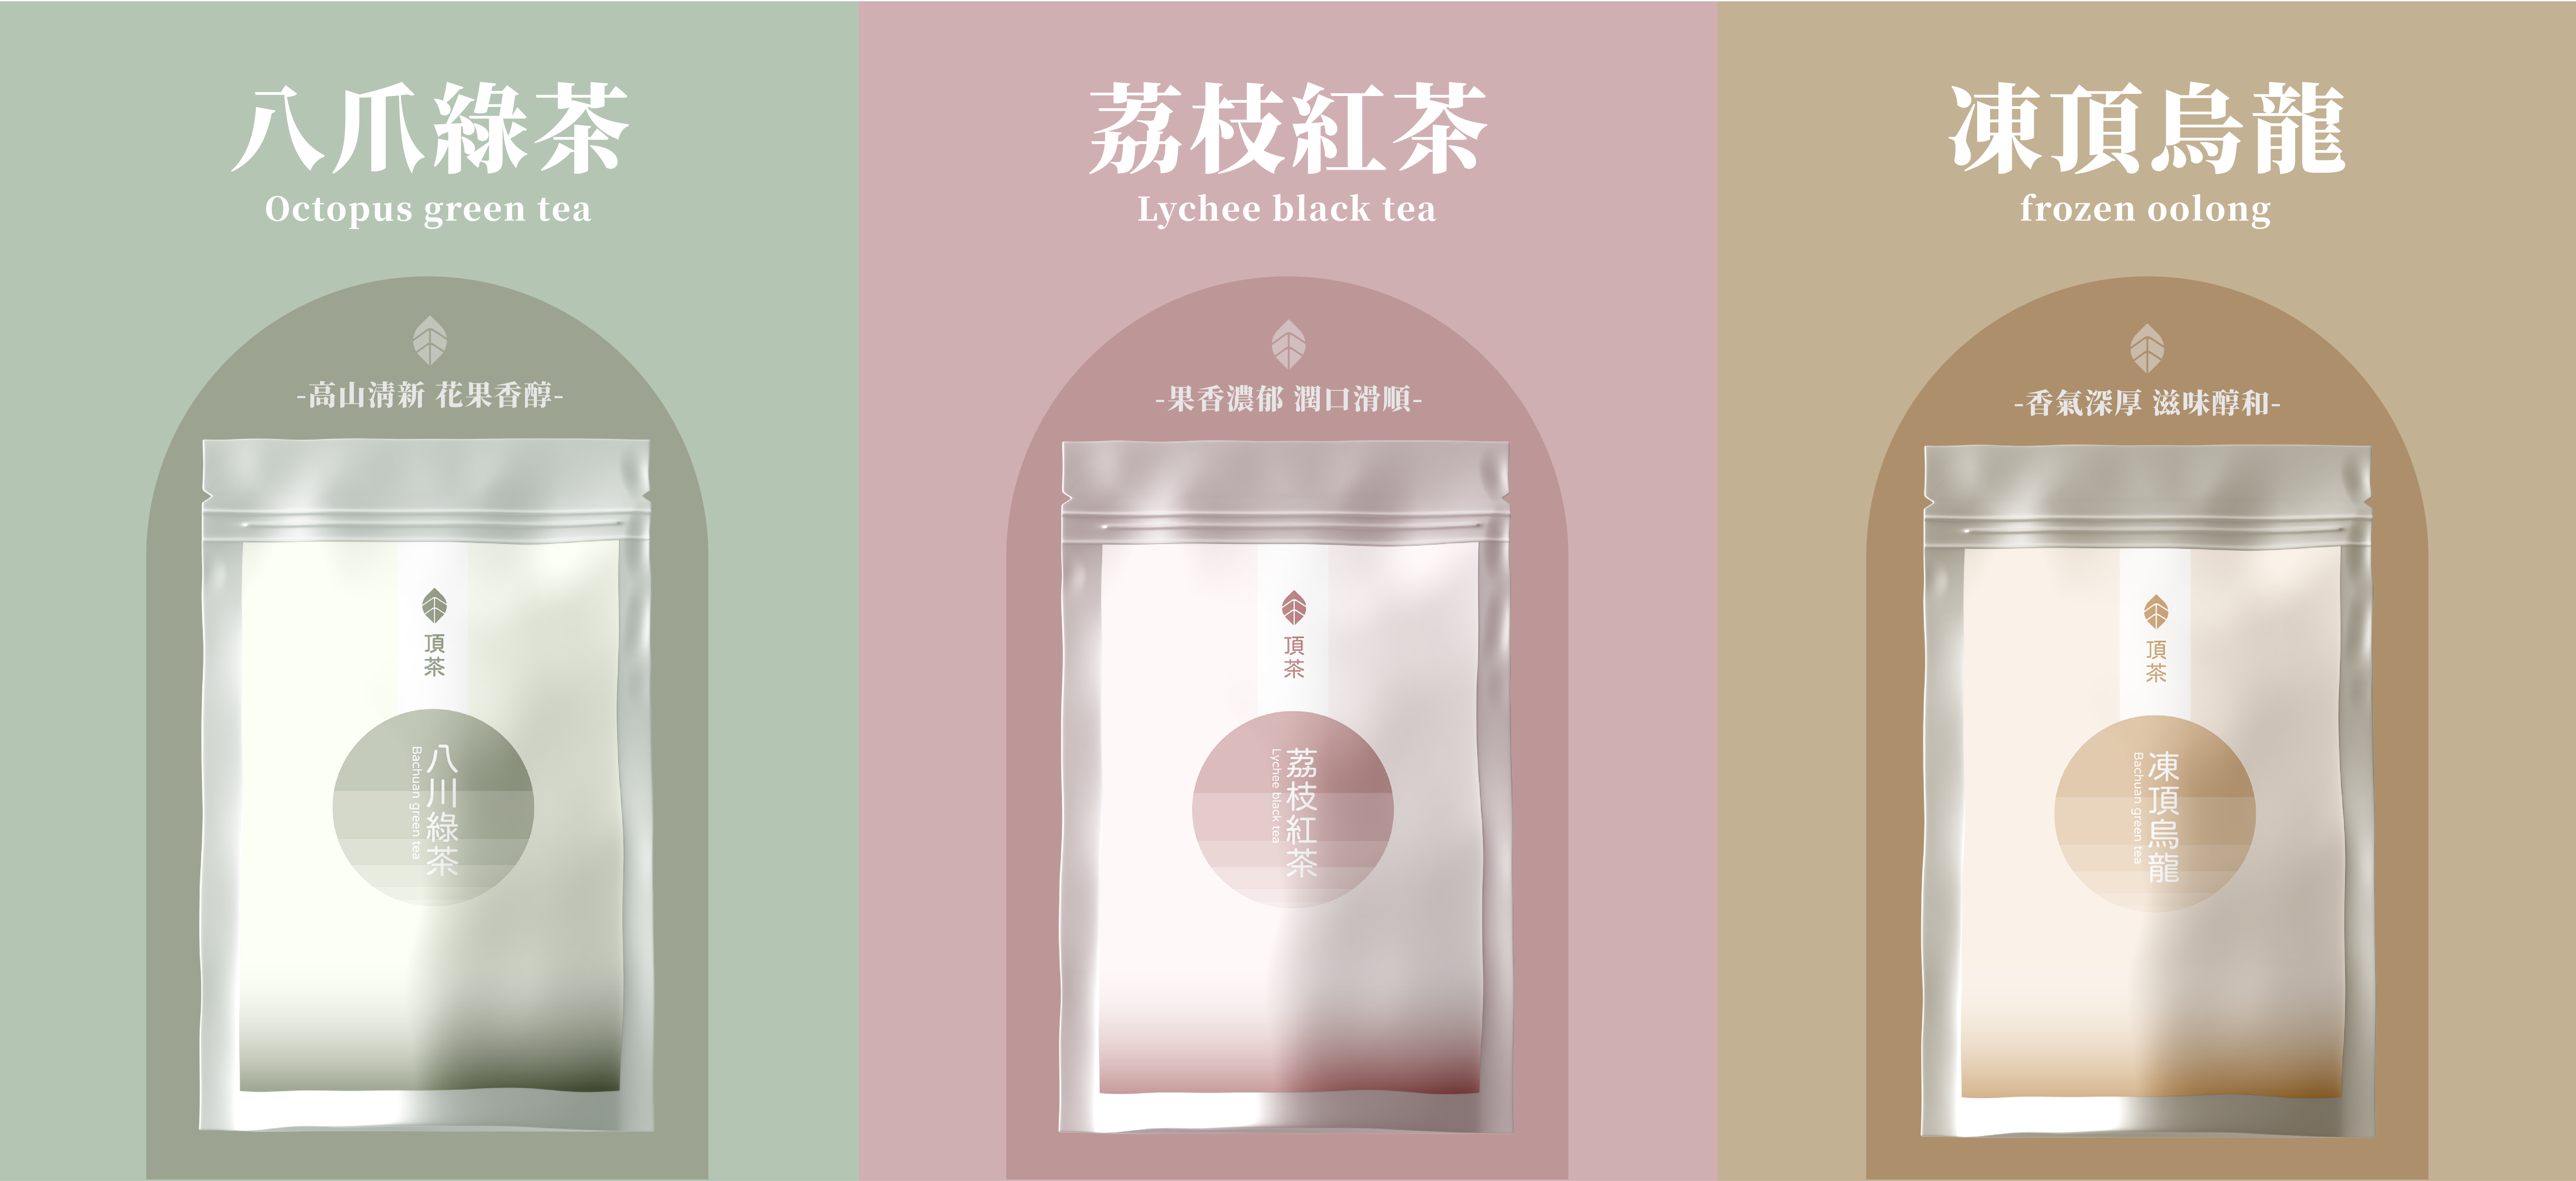 八爪綠茶
Octopus green tea
-高山清新 花果香醇-
頂茶
八川綠茶
Bachuan green tea
荔枝紅茶
Lychee black tea
-果香濃郁 潤口滑順-
頂茶
荔枝紅茶
Lychee black tea
凍頂烏龍
frozen oolong
-香氣深厚 滋味醇和-
頂茶
凍頂烏龍
Bachuan green tea